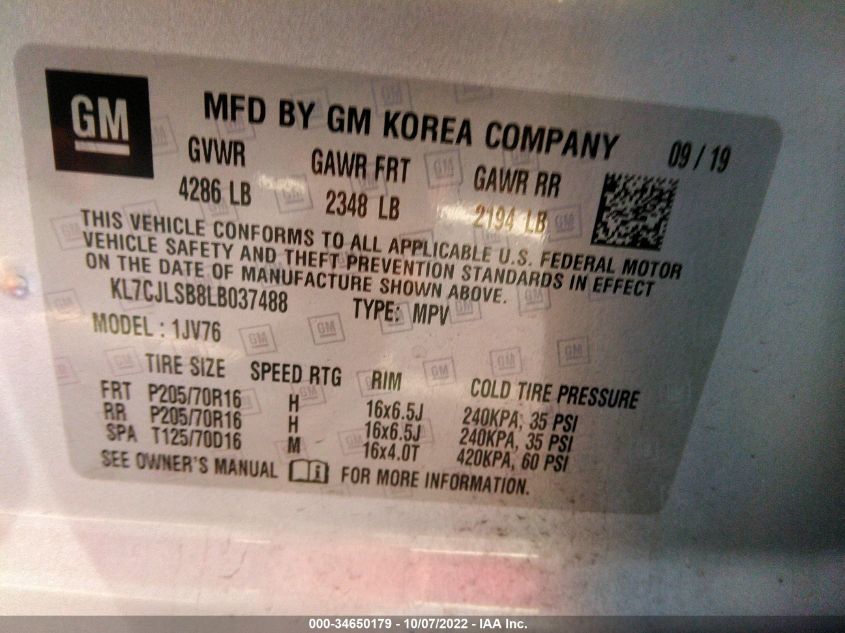 GM
MFD BY GM KOREA COMPANY 09/19
GVWR GAWR FRT GAWR RR
4286 LB 2348 LB 2194 LB
THIS VEHICLE CONFORMS TO ALL APPLICABLE U.S. FEDERAL MOTOR
VEHICLE SAFETY AND THEFT PREVENTION STANDARDS IN EFFECT
ON THE DATE OF MANUFACTURE SHOWN ABOVE.
KL7CJLSB8LB037488 TYPE: MPV
MODEL: 1JV76
TIRE SIZE SPEED RTG RIM COLD TIRE PRESSURE
FRT P205/70R16 H 16x6.5J 240KPA, 35 PSI
RR P205/70R16 H 16x6.5J 240KPA, 35 PSI
SPA T125/70D16 M 16x4.0T 420KPA, 60 PSI
SEE OWNER'S MANUAL FOR MORE INFORMATION.
000-34650179 - 10/07/2022 - IAA Inc.